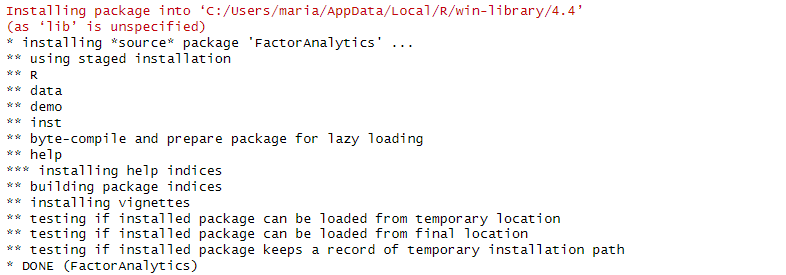 Installing package into ‘C:/Users/maria/AppData/Local/R/win-library/4.4’
(as ‘lib’ is unspecified)
* installing *source* package 'FactorAnalytics' ...
** using staged installation
** R
** data
** demo
** inst
** byte-compile and prepare package for lazy loading
** help
*** installing help indices
** building package indices
** installing vignettes
** testing if installed package can be loaded from temporary location
** testing if installed package can be loaded from final location
** testing if installed package keeps a record of temporary installation path
* DONE (FactorAnalytics)